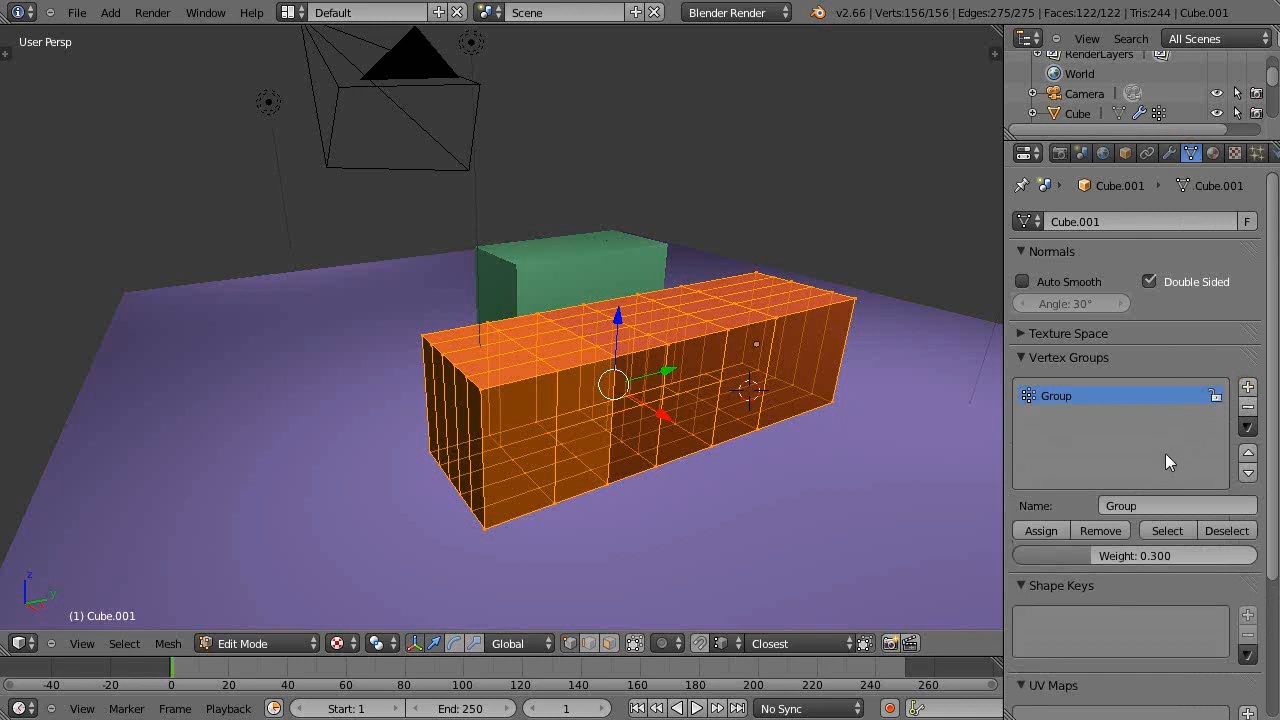 File Add Render Window Help Default Scene Blender Render v2.66 | Verts:156/156 | Edges:275/275 | Faces:122/122 | Tris:244 | Cube.001
User Persp
View Search All Scenes
RenderLayers
World
Camera
Cube
Cube.001 Cube.001
Cube.001 F
Normals
Auto Smooth Double Sided
Angle: 30°
Texture Space
Vertex Groups
Group
Name: Group
Assign Remove Select Deselect
Weight: 0.300
Shape Keys
UV Maps
z
y
(1) Cube.001
View Select Mesh Edit Mode Global Closest
-40 -20 0 20 40 60 80 100 120 140 160 180 200 220 240 260
View Marker Frame Playback Start: 1 End: 250 1 No Sync